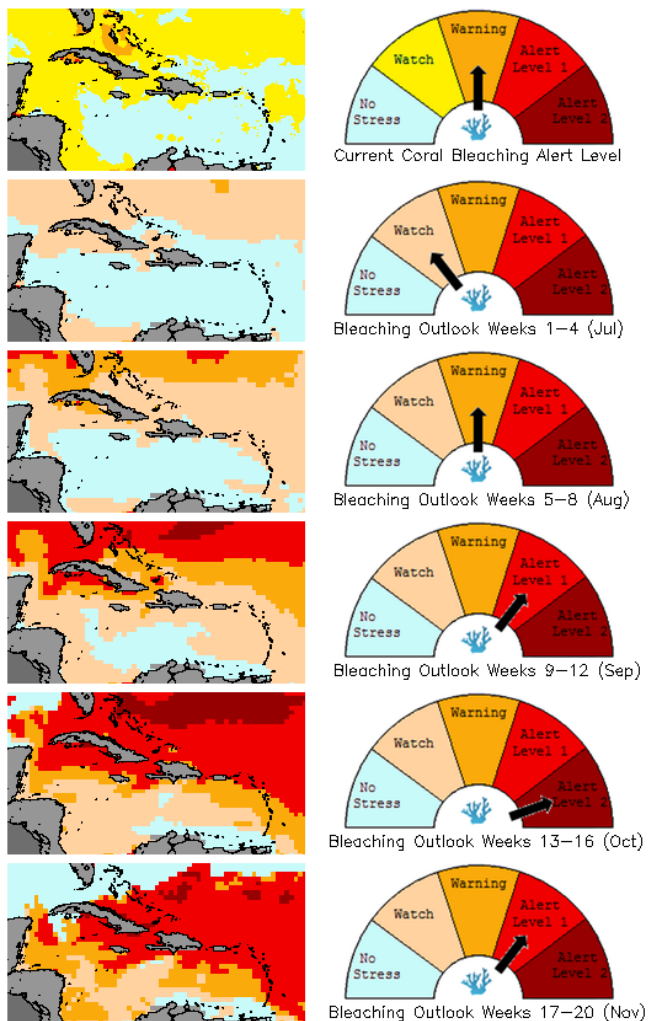 Warning
Watch
Alert
Level 1
No
Stress
Alert
Level 2
Current Coral Bleaching Alert Level
Warning
Watch
Alert
Level 1
No
Stress
Alert
Level 2
Bleaching Outlook Weeks 1-4 (Jul)
Warning
Watch
Alert
Level 1
No
Stress
Alert
Level 2
Bleaching Outlook Weeks 5-8 (Aug)
Warning
Watch
Alert
Level 1
No
Stress
Alert
Level 2
Bleaching Outlook Weeks 9-12 (Sep)
Warning
Watch
Alert
Level 1
No
Stress
Alert
Level 2
Bleaching Outlook Weeks 13-16 (Oct)
Warning
Watch
Alert
Level 1
No
Stress
Alert
Level 2
Bleaching Outlook Weeks 17-20 (Nov)